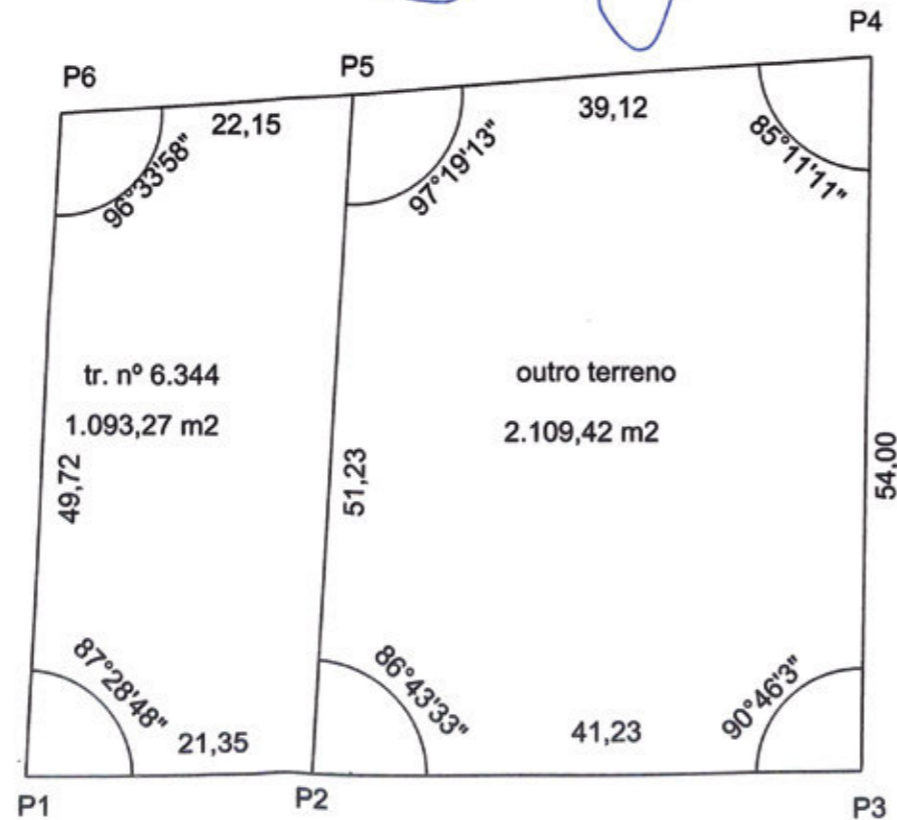 P4
P6
P5
22,15
39,12
96°33'58"
97°19'13"
85°11'11"
tr. nº 6.344
1.093,27 m2
outro terreno
2.109,42 m2
49,72
51,23
54,00
87°28'48"
86°43'33"
90°46'3"
21,35
41,23
P1
P2
P3